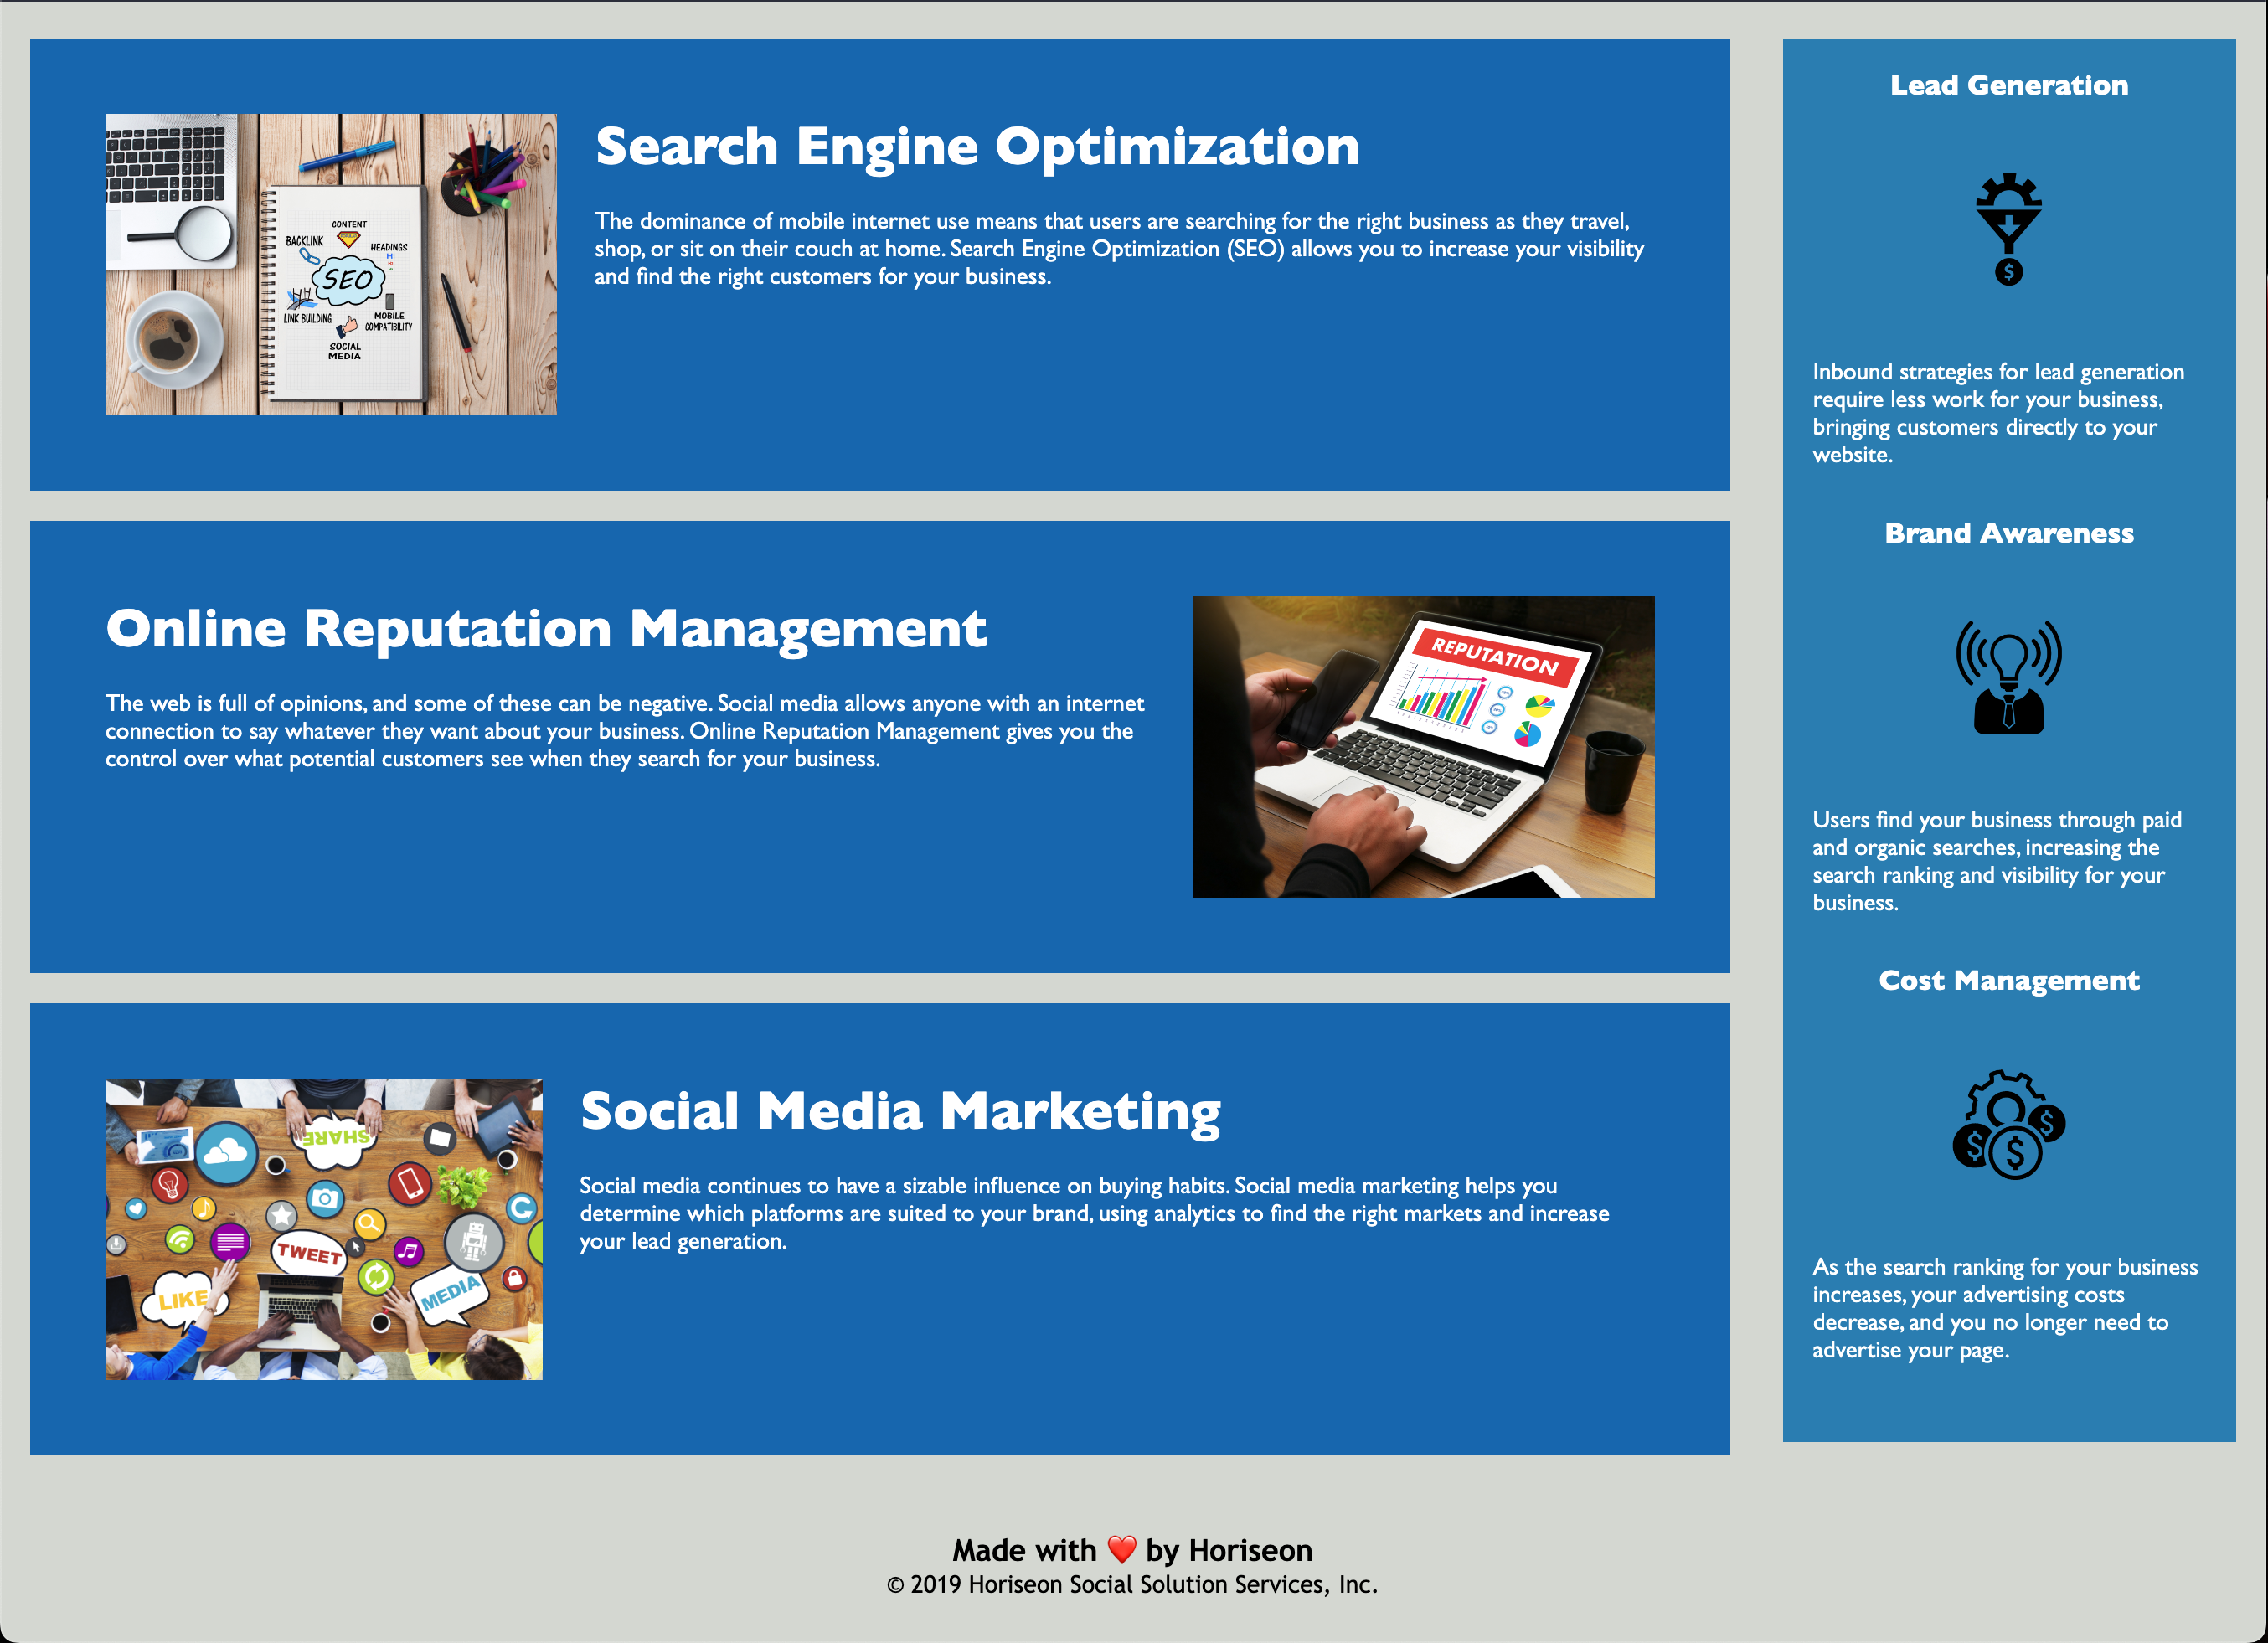 Search Engine Optimization
The dominance of mobile internet use means that users are searching for the right business as they travel,
shop, or sit on their couch at home. Search Engine Optimization (SEO) allows you to increase your visibility
and find the right customers for your business.
CONTENT
BACKLINK
HEADINGS
H1
SEO
LINK BUILDING
MOBILE
COMPATIBILITY
SOCIAL
MEDIA
Online Reputation Management
The web is full of opinions, and some of these can be negative. Social media allows anyone with an internet
connection to say whatever they want about your business. Online Reputation Management gives you the
control over what potential customers see when they search for your business.
REPUTATION
Social Media Marketing
Social media continues to have a sizable influence on buying habits. Social media marketing helps you
determine which platforms are suited to your brand, using analytics to find the right markets and increase
your lead generation.
SHARE
TWEET
LIKE
MEDIA
Lead Generation
$
Inbound strategies for lead generation
require less work for your business,
bringing customers directly to your
website.
Brand Awareness
Users find your business through paid
and organic searches, increasing the
search ranking and visibility for your
business.
Cost Management
$ $ $
As the search ranking for your business
increases, your advertising costs
decrease, and you no longer need to
advertise your page.
Made with ❤️ by Horiseon
© 2019 Horiseon Social Solution Services, Inc.